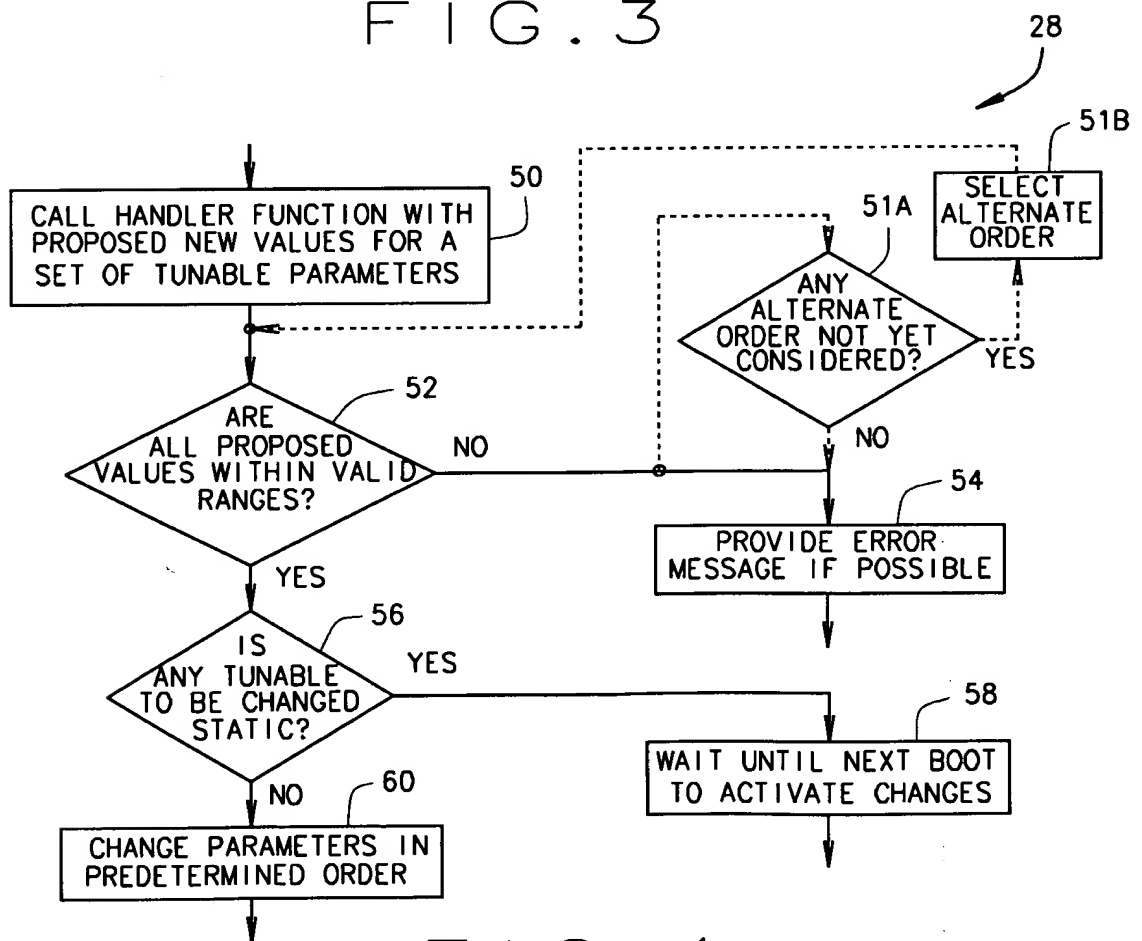 FIG.3
28
51B
50
SELECT
ALTERNATE
ORDER
CALL HANDLER FUNCTION WITH
PROPOSED NEW VALUES FOR A
SET OF TUNABLE PARAMETERS
51A
ANY
ALTERNATE
ORDER NOT YET
CONSIDERED?
YES
52
ARE
ALL PROPOSED
VALUES WITHIN VALID
RANGES?
NO
NO
54
PROVIDE ERROR
MESSAGE IF POSSIBLE
YES
56
IS
ANY TUNABLE
TO BE CHANGED
STATIC?
YES
58
WAIT UNTIL NEXT BOOT
TO ACTIVATE CHANGES
NO
60
CHANGE PARAMETERS IN
PREDETERMINED ORDER